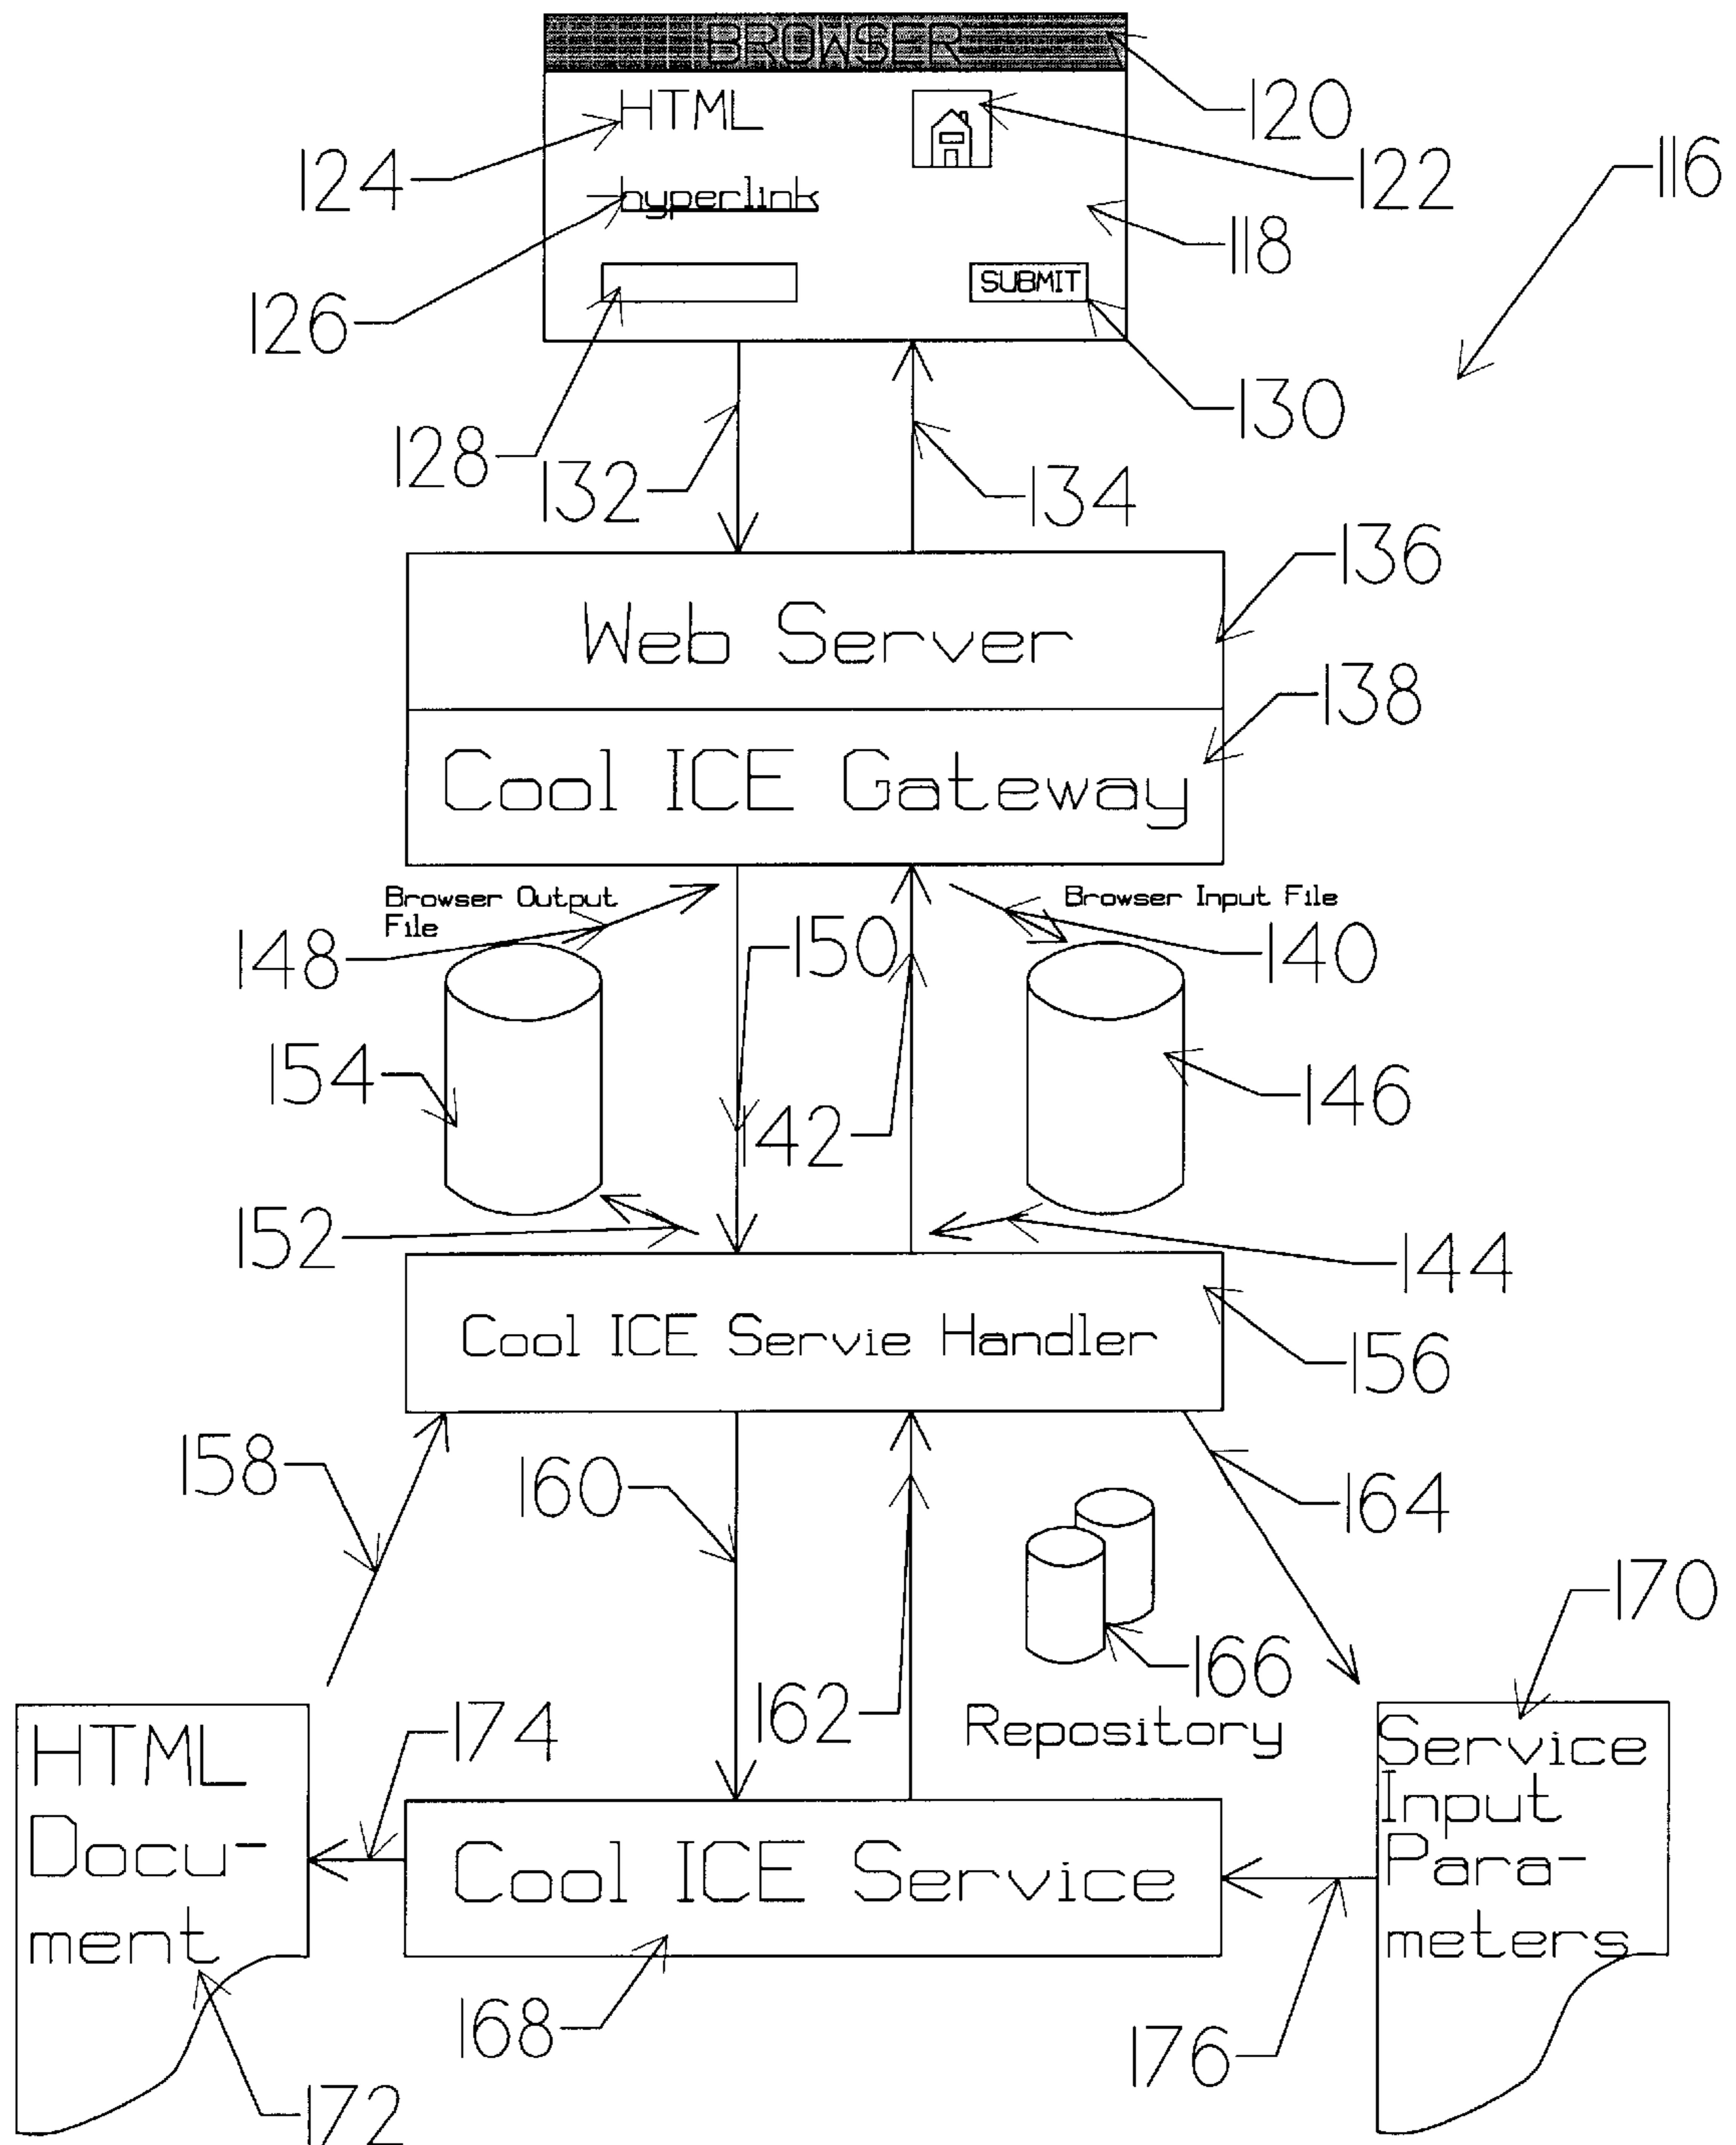 BROWSER
120
HTML
124
122
116
hyperlink
118
126
SUBMIT
130
128
132
134
136
Web Server
138
Cool ICE Gateway
Browser Output
File
Browser Input File
148
150
140
154
146
142
152
144
Cool ICE Servie Handler
156
158
160
164
170
166
162
Repository
174
HTML
Docu-
ment
Service
Input
Para-
meters
Cool ICE Service
168
176
172